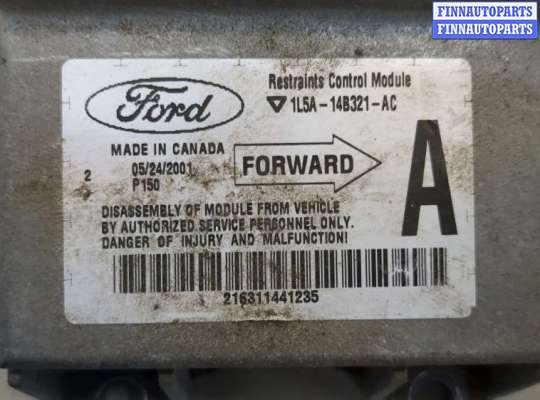 FINNAUTOPARTS
FINNAUTOPARTS
Ford
Restraints Control Module
1L5A-14B321-AC
MADE IN CANADA
2
05/24/2001
P150
FORWARD
A
DISASSEMBLY OF MODULE FROM VEHICLE
BY AUTHORIZED SERVICE PERSONNEL ONLY.
DANGER OF INJURY AND MALFUNCTION!
216311441235